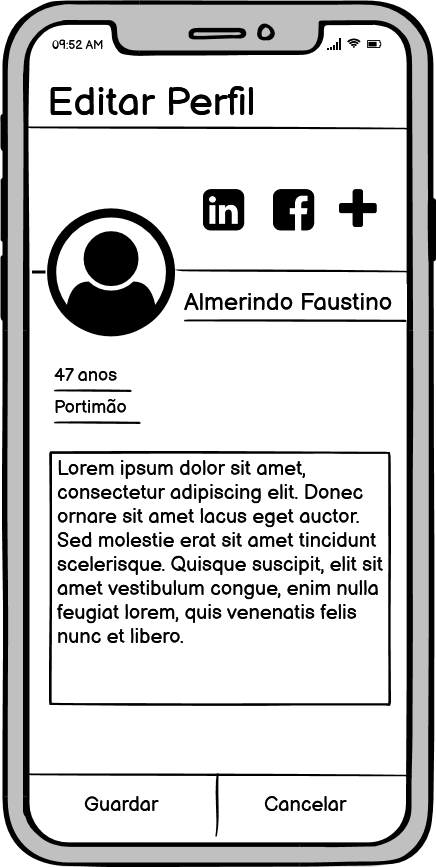 09:52 AM
Editar Perfil
in f
Almerindo Faustino
47 anos
Portimão
Lorem ipsum dolor sit amet,
consectetur adipiscing elit. Donec
ornare sit amet lacus eget auctor.
Sed molestie erat sit amet tincidunt
scelerisque. Quisque suscipit, elit sit
amet vestibulum congue, enim nulla
feugiat lorem, quis venenatis felis
nunc et libero.
Guardar Cancelar